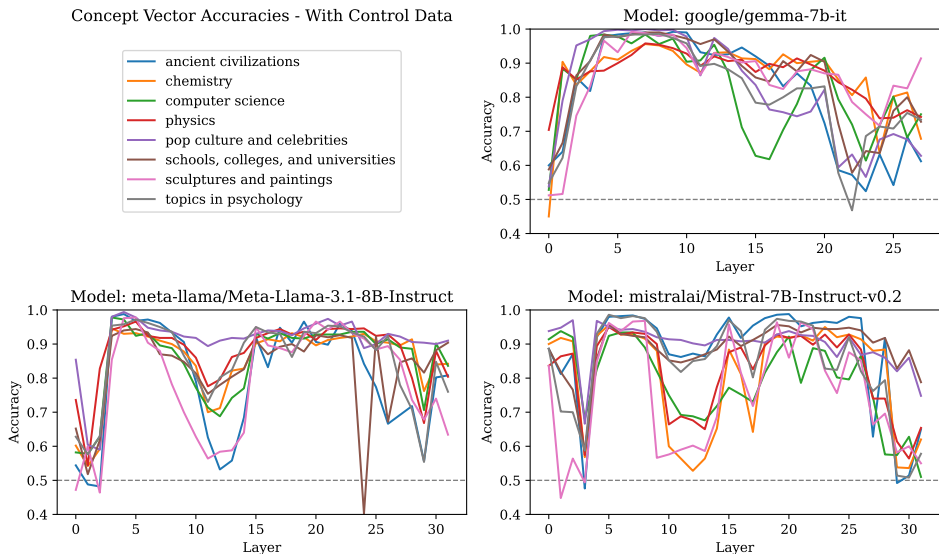 Concept Vector Accuracies - With Control Data
ancient civilizations
chemistry
computer science
physics
pop culture and celebrities
schools, colleges, and universities
sculptures and paintings
topics in psychology
Model: google/gemma-7b-it
Accuracy
1.0
0.9
0.8
0.7
0.6
0.5
0.4
0 5 10 15 20 25
Layer
Model: meta-llama/Meta-Llama-3.1-8B-Instruct
Accuracy
1.0
0.9
0.8
0.7
0.6
0.5
0.4
0 5 10 15 20 25 30
Layer
Model: mistralai/Mistral-7B-Instruct-v0.2
Accuracy
1.0
0.9
0.8
0.7
0.6
0.5
0.4
0 5 10 15 20 25 30
Layer